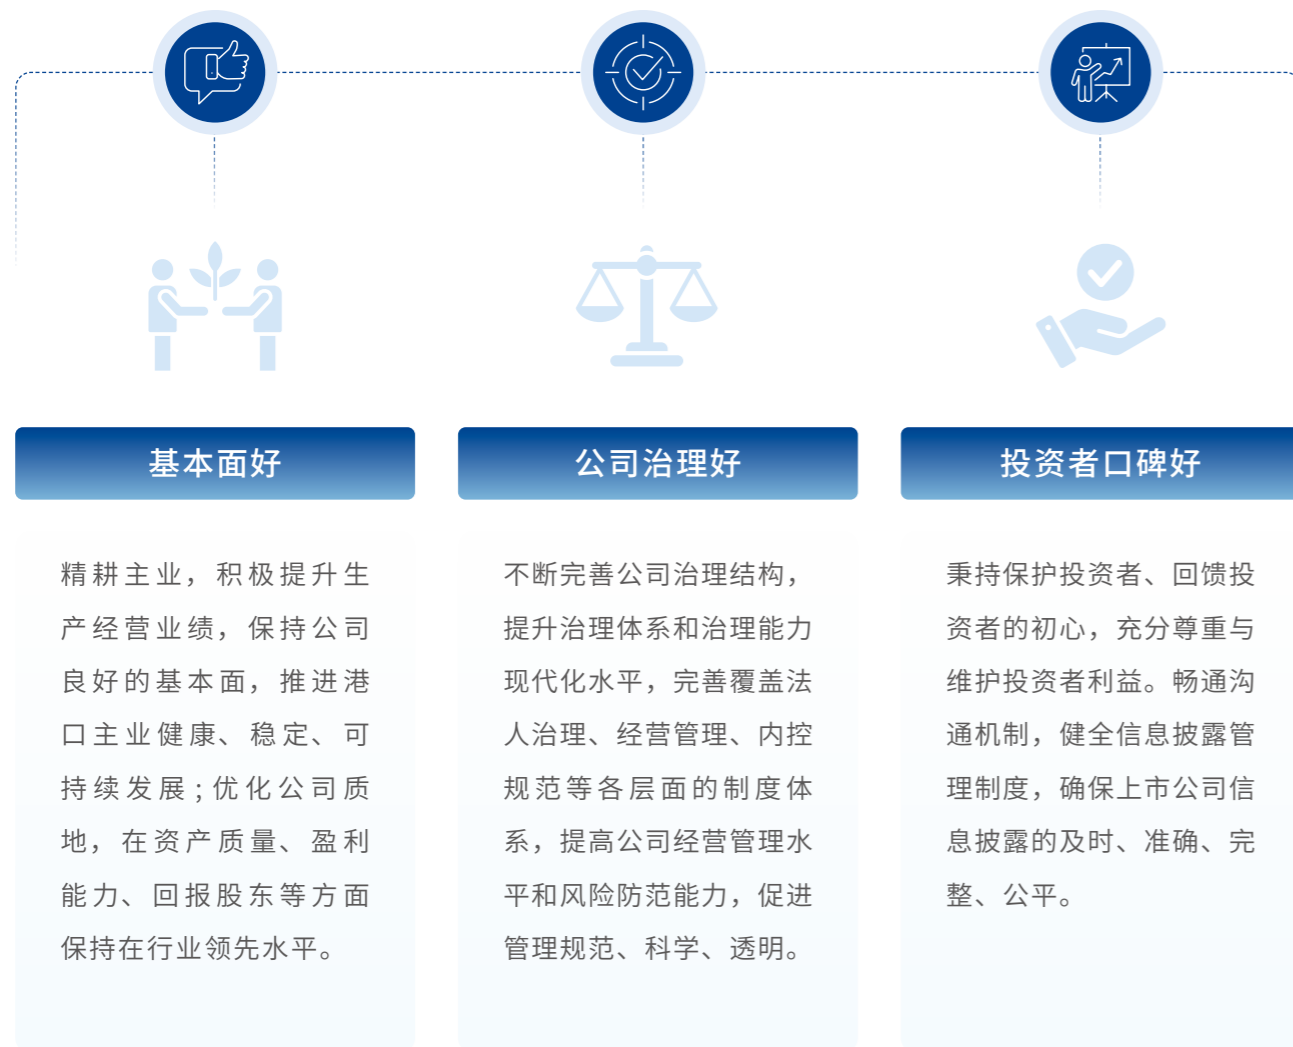 基本面好
精耕主业，积极提升生
产经营业绩，保持公司
良好的基本面，推进港
口主业健康、稳定、可
持续发展;优化公司质
地，在资产质量、盈利
能力、回报股东等方面
保持在行业领先水平。
公司治理好
不断完善公司治理结构，
提升治理体系和治理能力
现代化水平，完善覆盖法
人治理、经营管理、内控
规范等各层面的制度体
系，提高公司经营管理水
平和风险防范能力，促进
管理规范、科学、透明。
投资者口碑好
秉持保护投资者、回馈投
资者的初心，充分尊重与
维护投资者利益。畅通沟
通机制，健全信息披露管
理制度，确保上市公司信
息披露的及时、准确、完
整、公平。